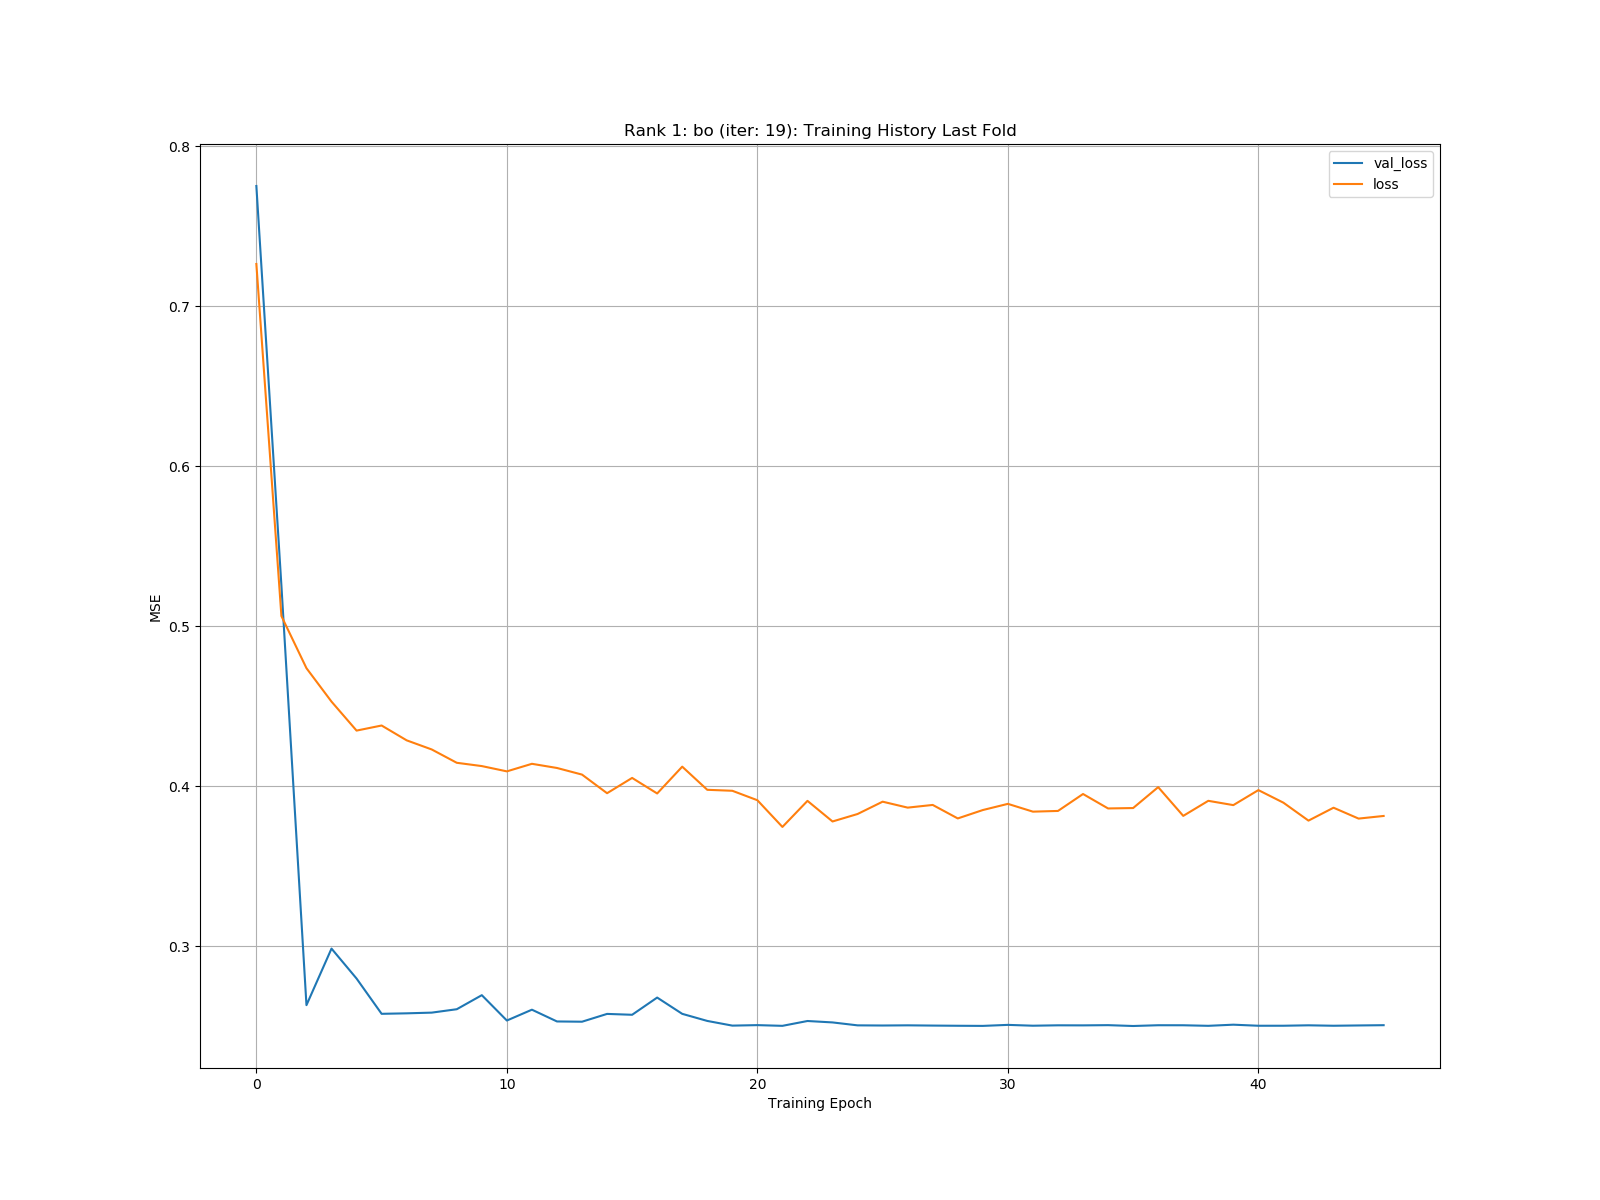 Rank 1: bo (iter: 19): Training History Last Fold
val_loss
loss
0.8
0.7
0.6
0.5
0.4
0.3
MSE
0 10 20 30 40
Training Epoch